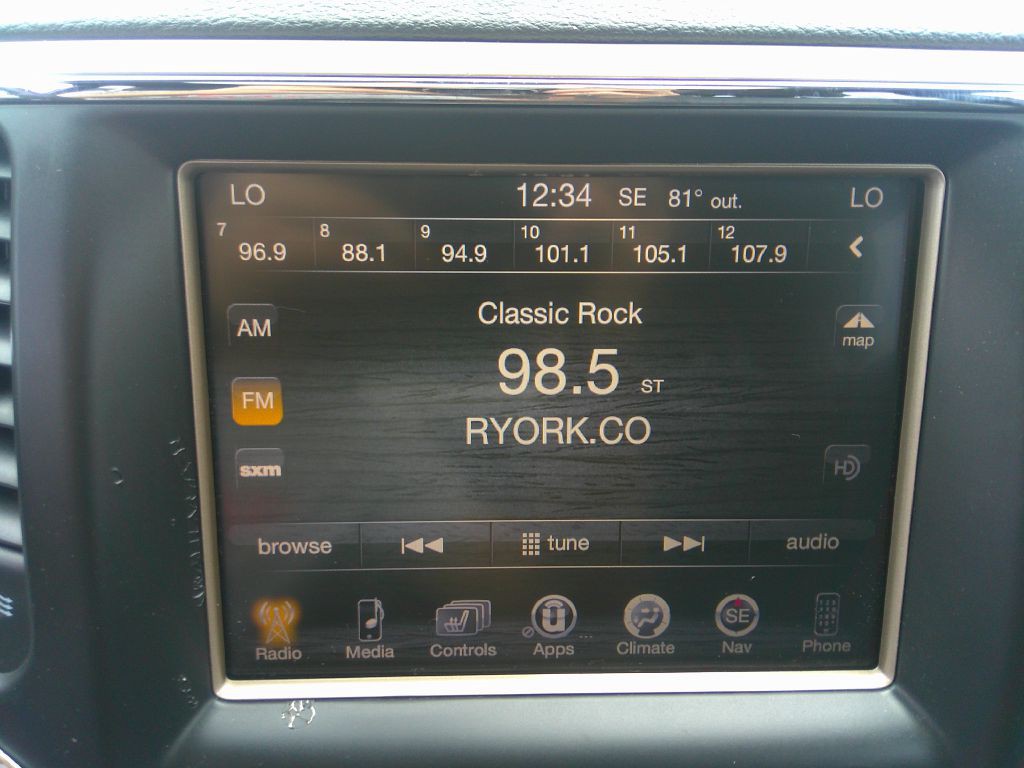 LO 12:34 SE 81° out. LO
7 96.9 8 88.1 9 94.9 10 101.1 11 105.1 12 107.9
Classic Rock
AM
map
98.5 ST
FM
RYORK.CO
sxm
HD
browse tune audio
SE
Radio Media Controls Apps Climate Nav Phone